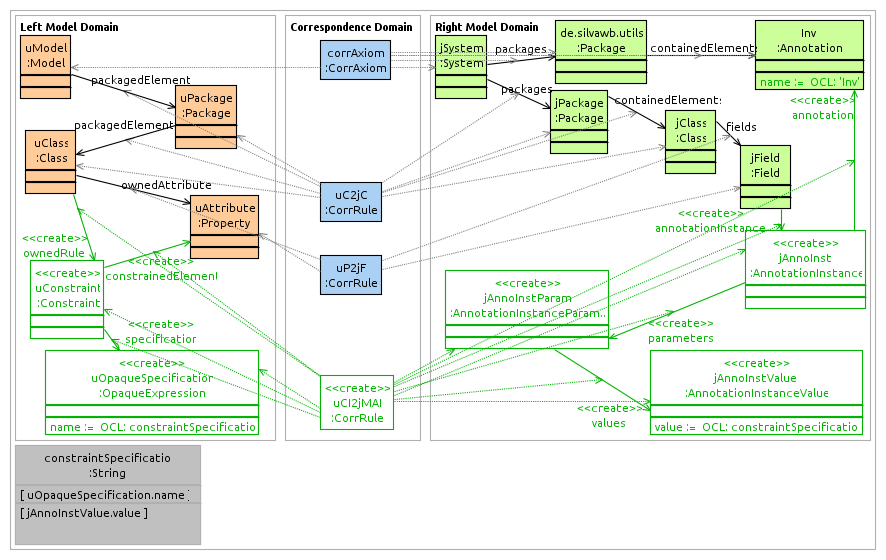 Left Model Domain
Correspondence Domain
Right Model Domain
uModel
:Model
packagedElement
uPackage
:Package
packagedElement
uClass
:Class
ownedAttribute
uAttribute
:Property
<<create>>
ownedRule
<<create>>
uConstraint
:Constraint
<<create>>
constrainedElement
<<create>>
specification
<<create>>
uOpaqueSpecification
:OpaqueExpression
name := OCL: constraintSpecificatio
corrAxiom
:CorrAxiom
uC2jC
:CorrRule
uP2jF
:CorrRule
<<create>>
uCI2jMAI
:CorrRule
jSystem
:System
packages
de.silvawb.utils
:Package
containedElements
Inv
:Annotation
name := OCL: 'Inv'
packages
jPackage
:Package
containedElements
jClass
:Class
fields
jField
:Field
<<create>>
annotation
<<create>>
annotationInstance
<<create>>
jAnnoInst
:AnnotationInstance
<<create>>
jAnnoInstParam
:AnnotationInstanceParam..
<<create>>
parameters
<<create>>
jAnnoInstValue
:AnnotationInstanceValue
value := OCL: constraintSpecificatio
<<create>>
values
constraintSpecificatio
:String
[ uOpaqueSpecification.name ]
[ jAnnoInstValue.value ]